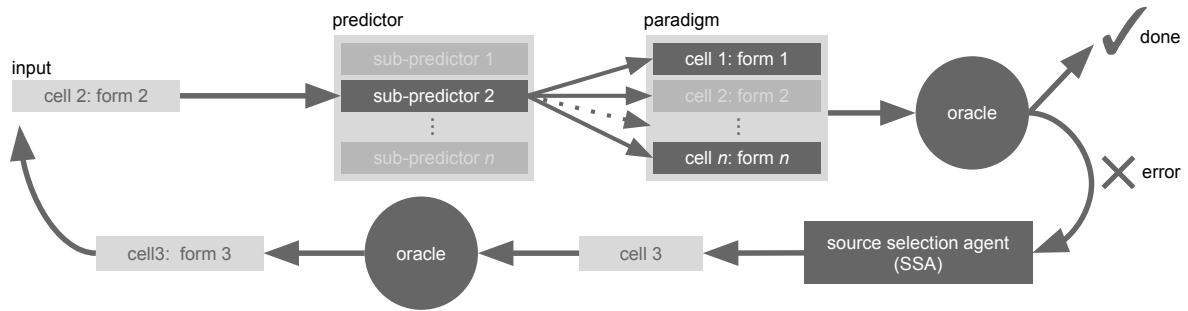 predictor
paradigm
input
done
sub-predictor 1
cell 1: form 1
cell 2: form 2
sub-predictor 2
cell 2: form 2
oracle
⋮
⋮
sub-predictor n
cell n: form n
error
cell3: form 3
oracle
cell 3
source selection agent
(SSA)